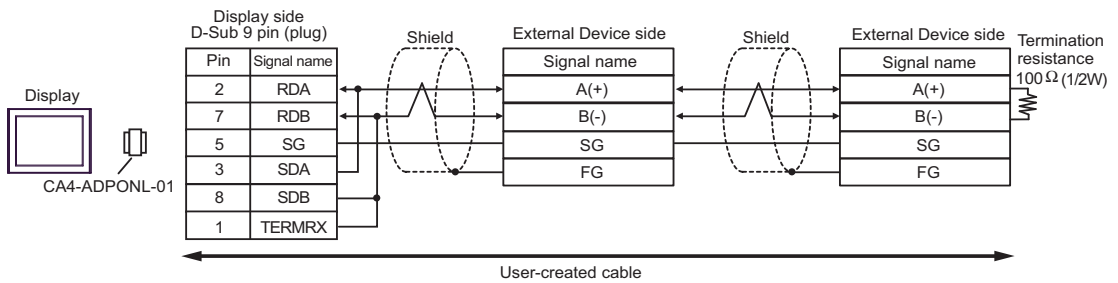 Display side
D-Sub 9 pin (plug)
Shield
External Device side
Shield
External Device side
Termination
resistance
100Ω (1/2W)
Pin Signal name
Signal name
Signal name
2 RDA
A(+)
A(+)
7 RDB
B(-)
B(-)
5 SG
SG
SG
3 SDA
FG
FG
8 SDB
1 TERMRX
Display
CA4-ADPONL-01
User-created cable